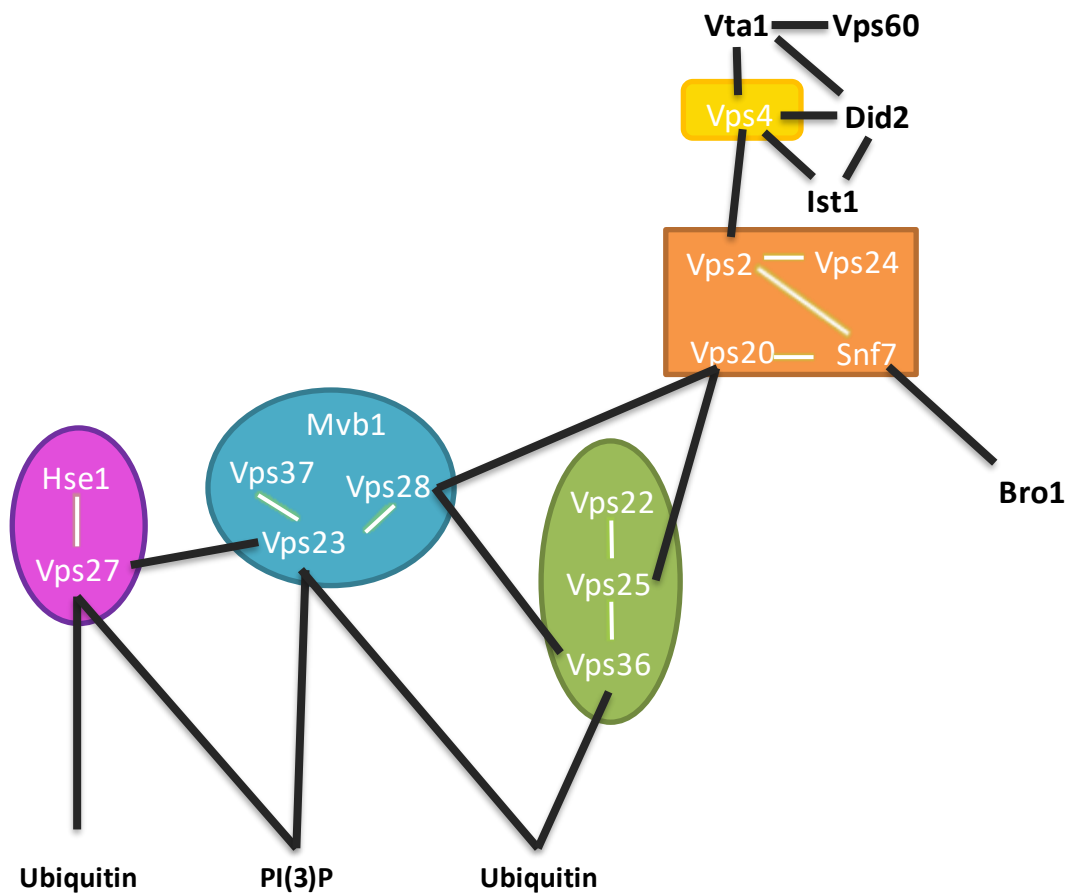 Vta1 Vps60
Vps4 Did2
Ist1
Vps2 Vps24
Vps20 Snf7
Mvb1
Hse1 Vps37 Vps28
Vps22 Bro1
Vps27 Vps23
Vps25
Vps36
Ubiquitin PI(3)P Ubiquitin